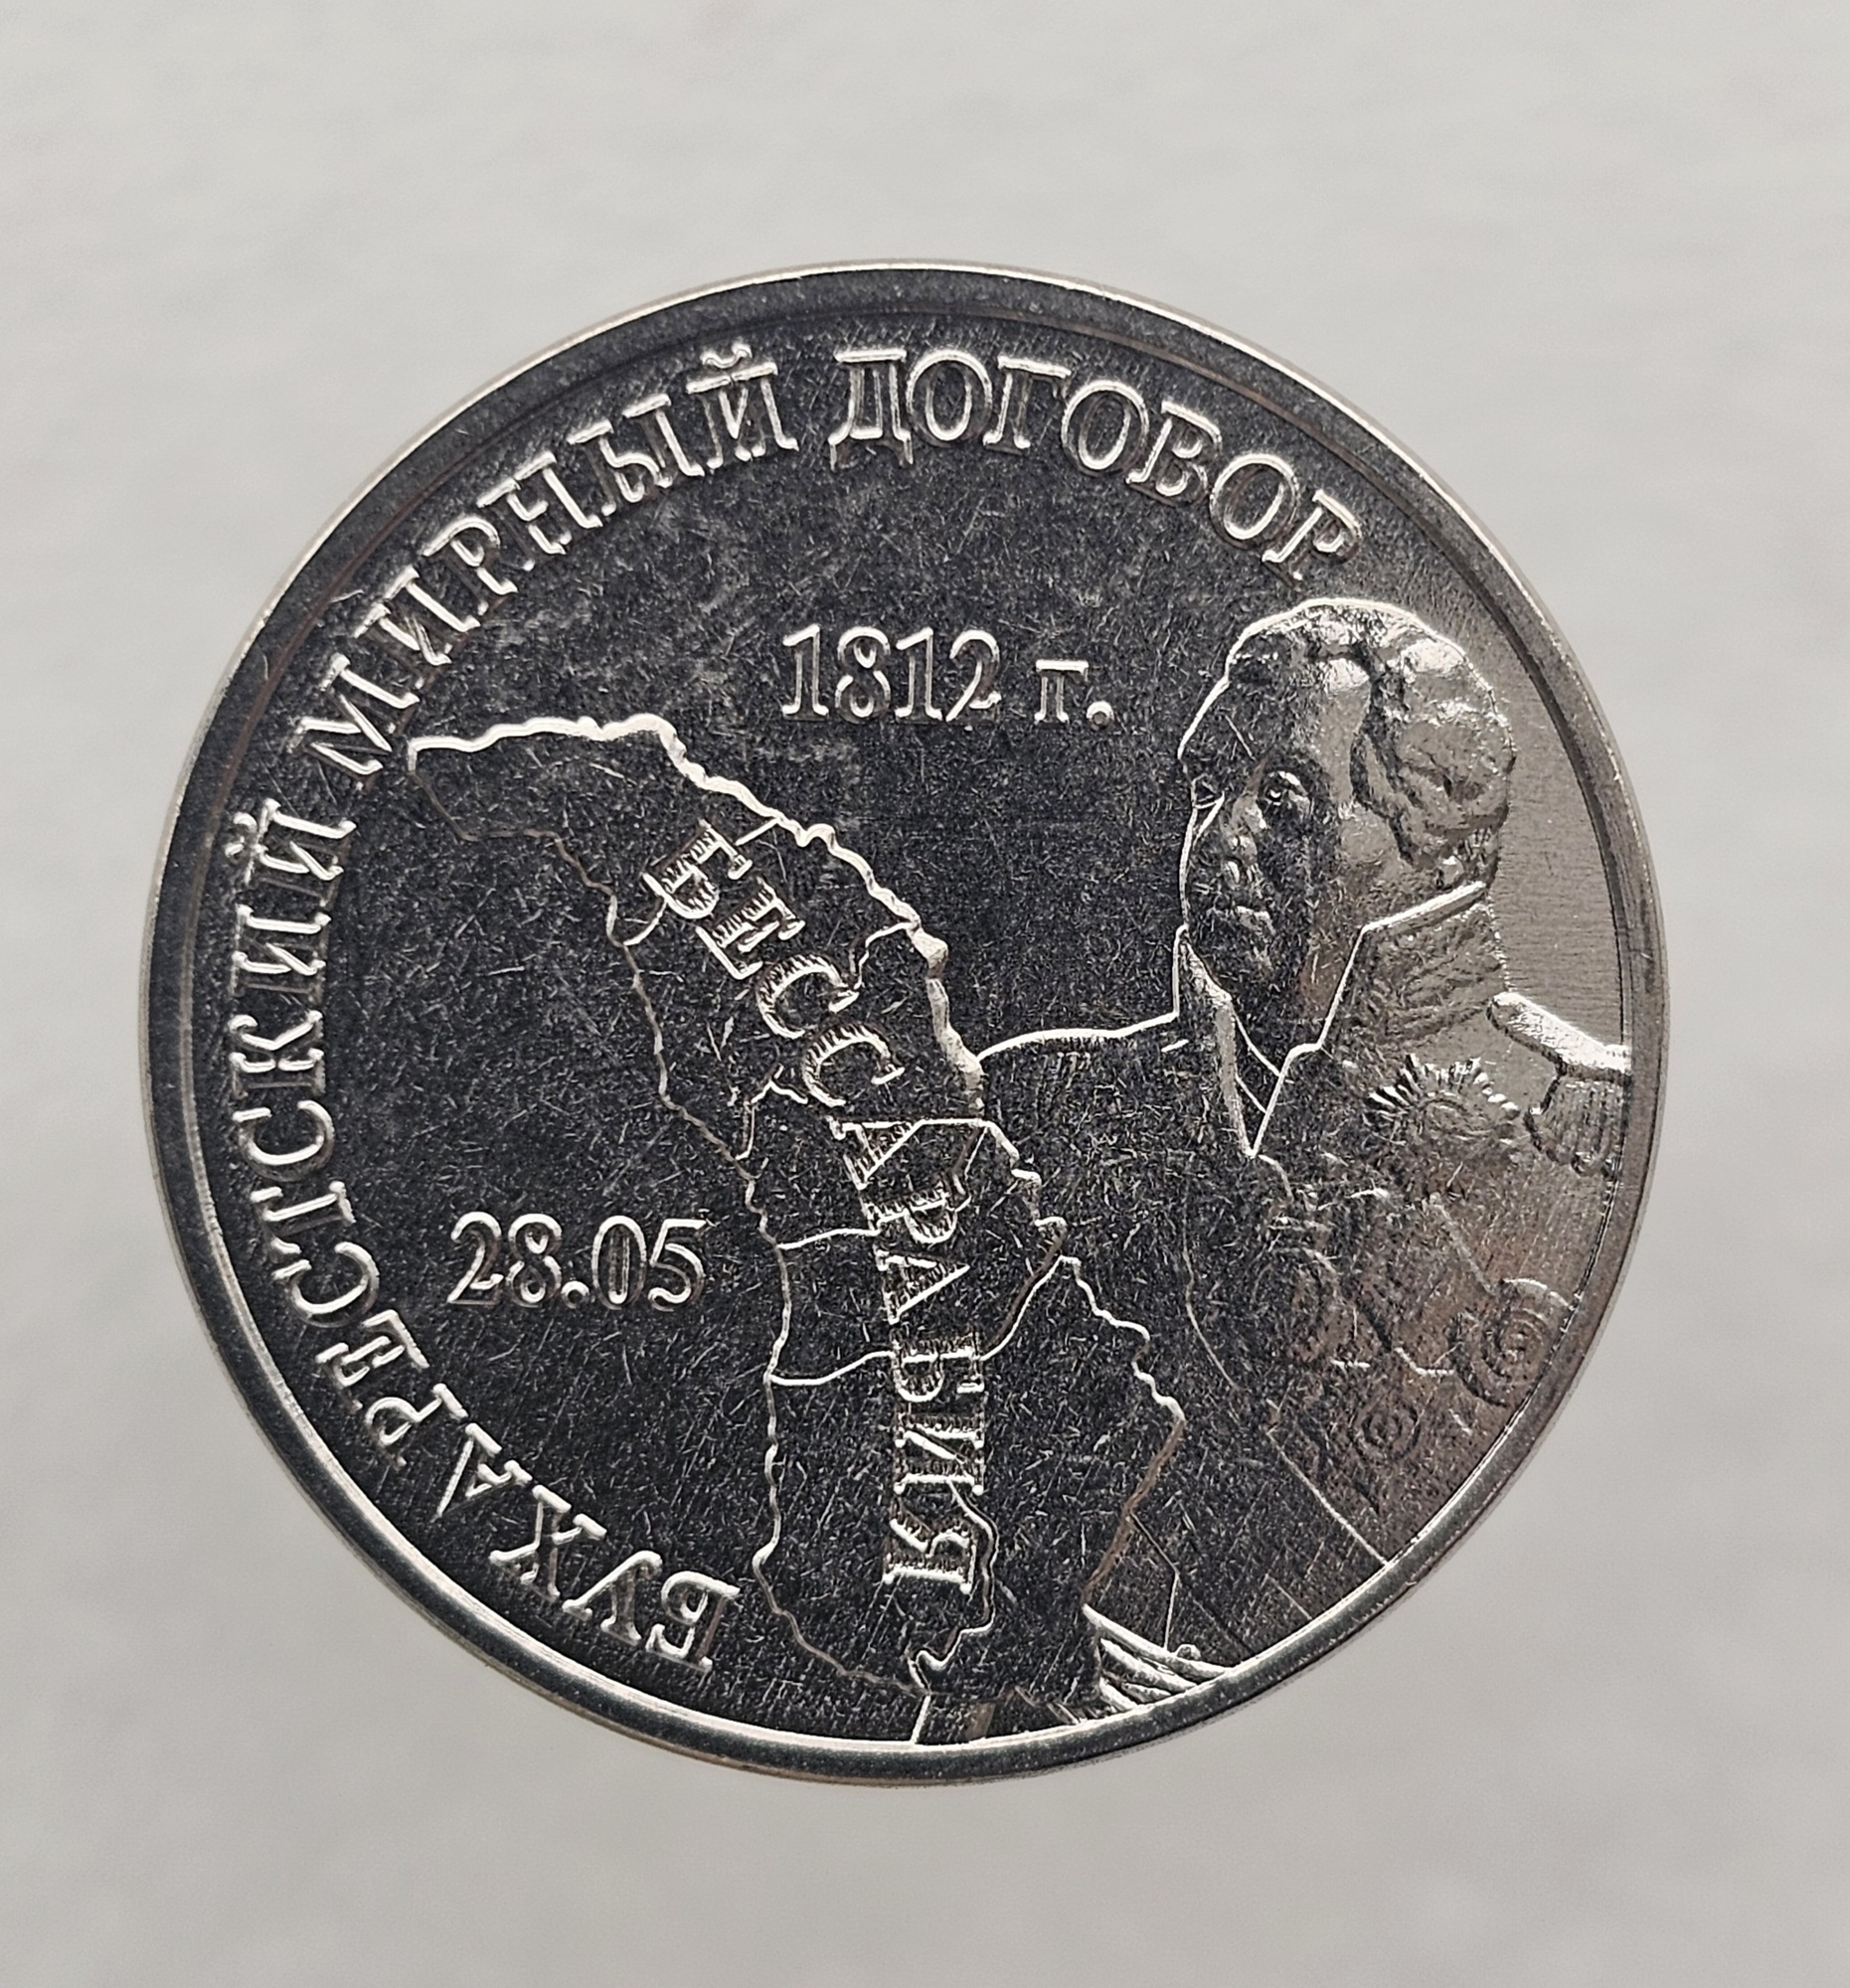 БУХАРЕСТСКИЙ МИРНЫЙ ДОГОВОР
1812 г.
БЕССАРАБИЯ
28.05